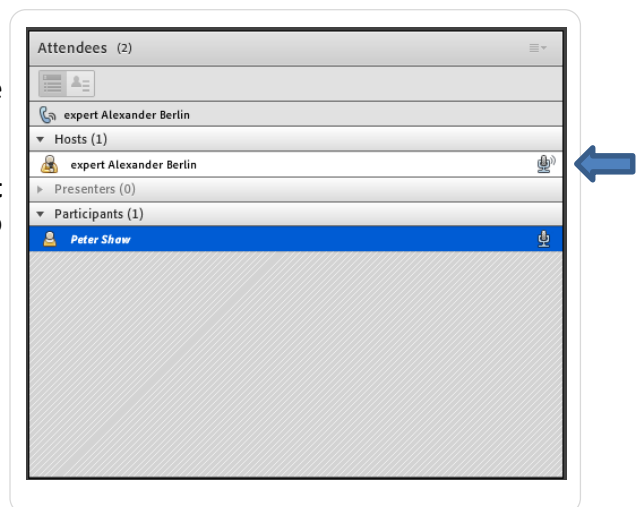 Attendees (2)
expert Alexander Berlin
Hosts (1)
expert Alexander Berlin
Presenters (0)
Participants (1)
Peter Shaw